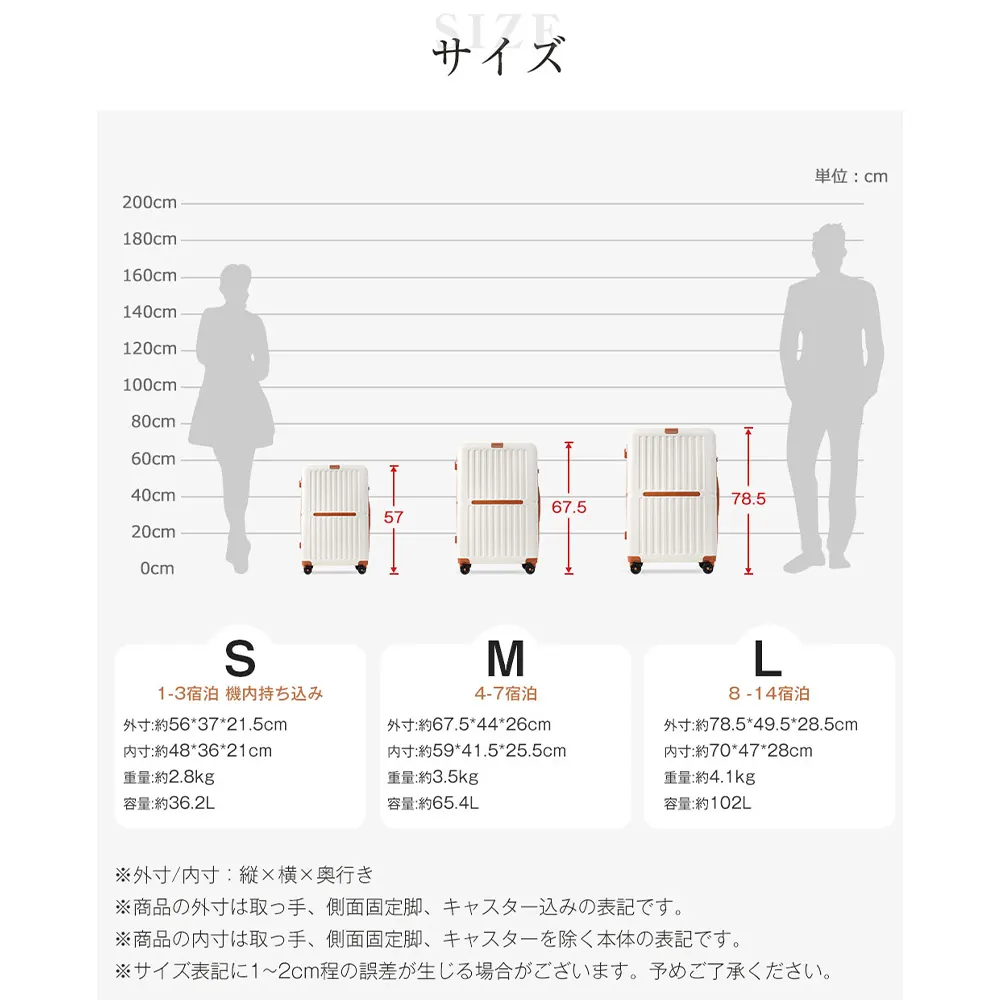 SIZE
サイズ
単位：cm
200cm
180cm
160cm
140cm
120cm
100cm
80cm
60cm
40cm
20cm
0cm
57
67.5
78.5
S
1-3宿泊 機内持ち込み
外寸:約56*37*21.5cm
内寸:約48*36*21cm
重量:約2.8kg
容量:約36.2L
M
4-7宿泊
外寸:約67.5*44*26cm
内寸:約59*41.5*25.5cm
重量:約3.5kg
容量:約65.4L
L
8 -14宿泊
外寸:約78.5*49.5*28.5cm
内寸:約70*47*28cm
重量:約4.1kg
容量:約102L
※外寸/内寸：縦×横×奥行き
※商品の外寸は取っ手、側面固定脚、キャスター込みの表記です。
※商品の内寸は取っ手、側面固定脚、キャスターを除く本体の表記です。
※サイズ表記に1~2cm程の誤差が生じる場合がございます。予めご了承ください。